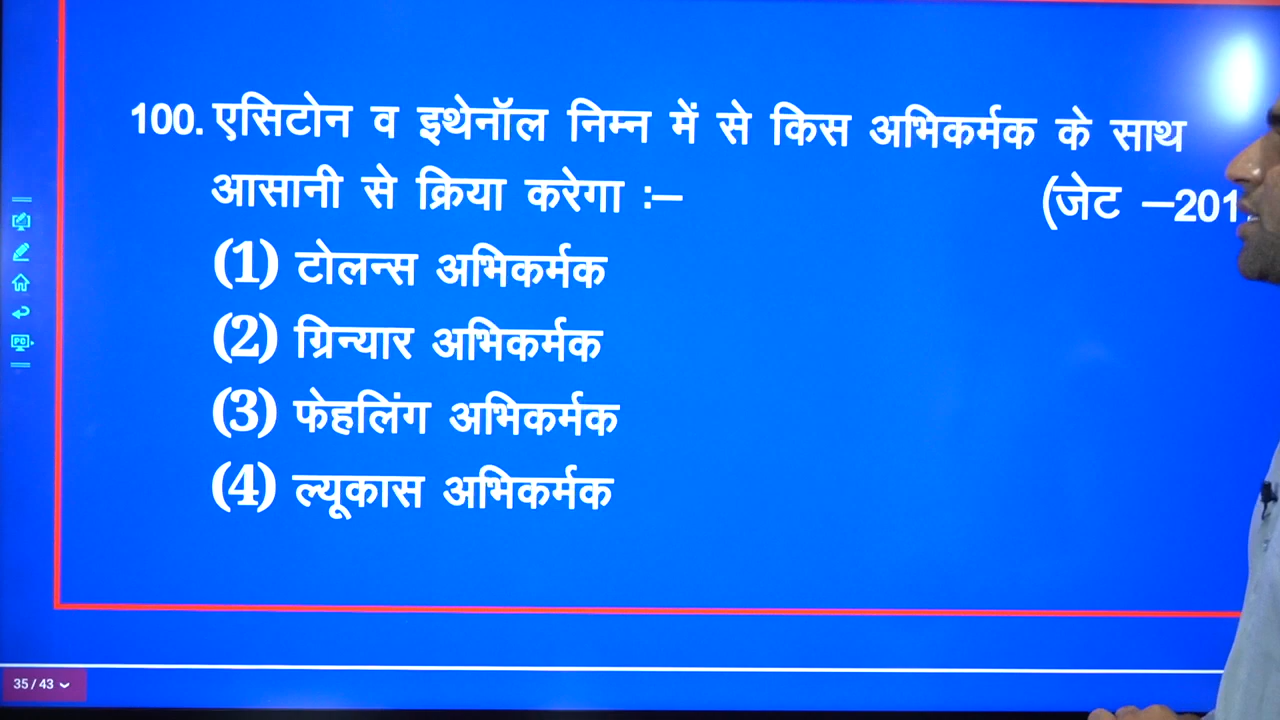 100. एसिटोन व इथेनॉल निम्न में से किस अभिकर्मक के साथ
आसानी से क्रिया करेगा :–
(जेट –201
(1) टोलन्स अभिकर्मक
(2) ग्रिन्यार अभिकर्मक
(3) फेहलिंग अभिकर्मक
(4) ल्यूकास अभिकर्मक
PC
35 / 43